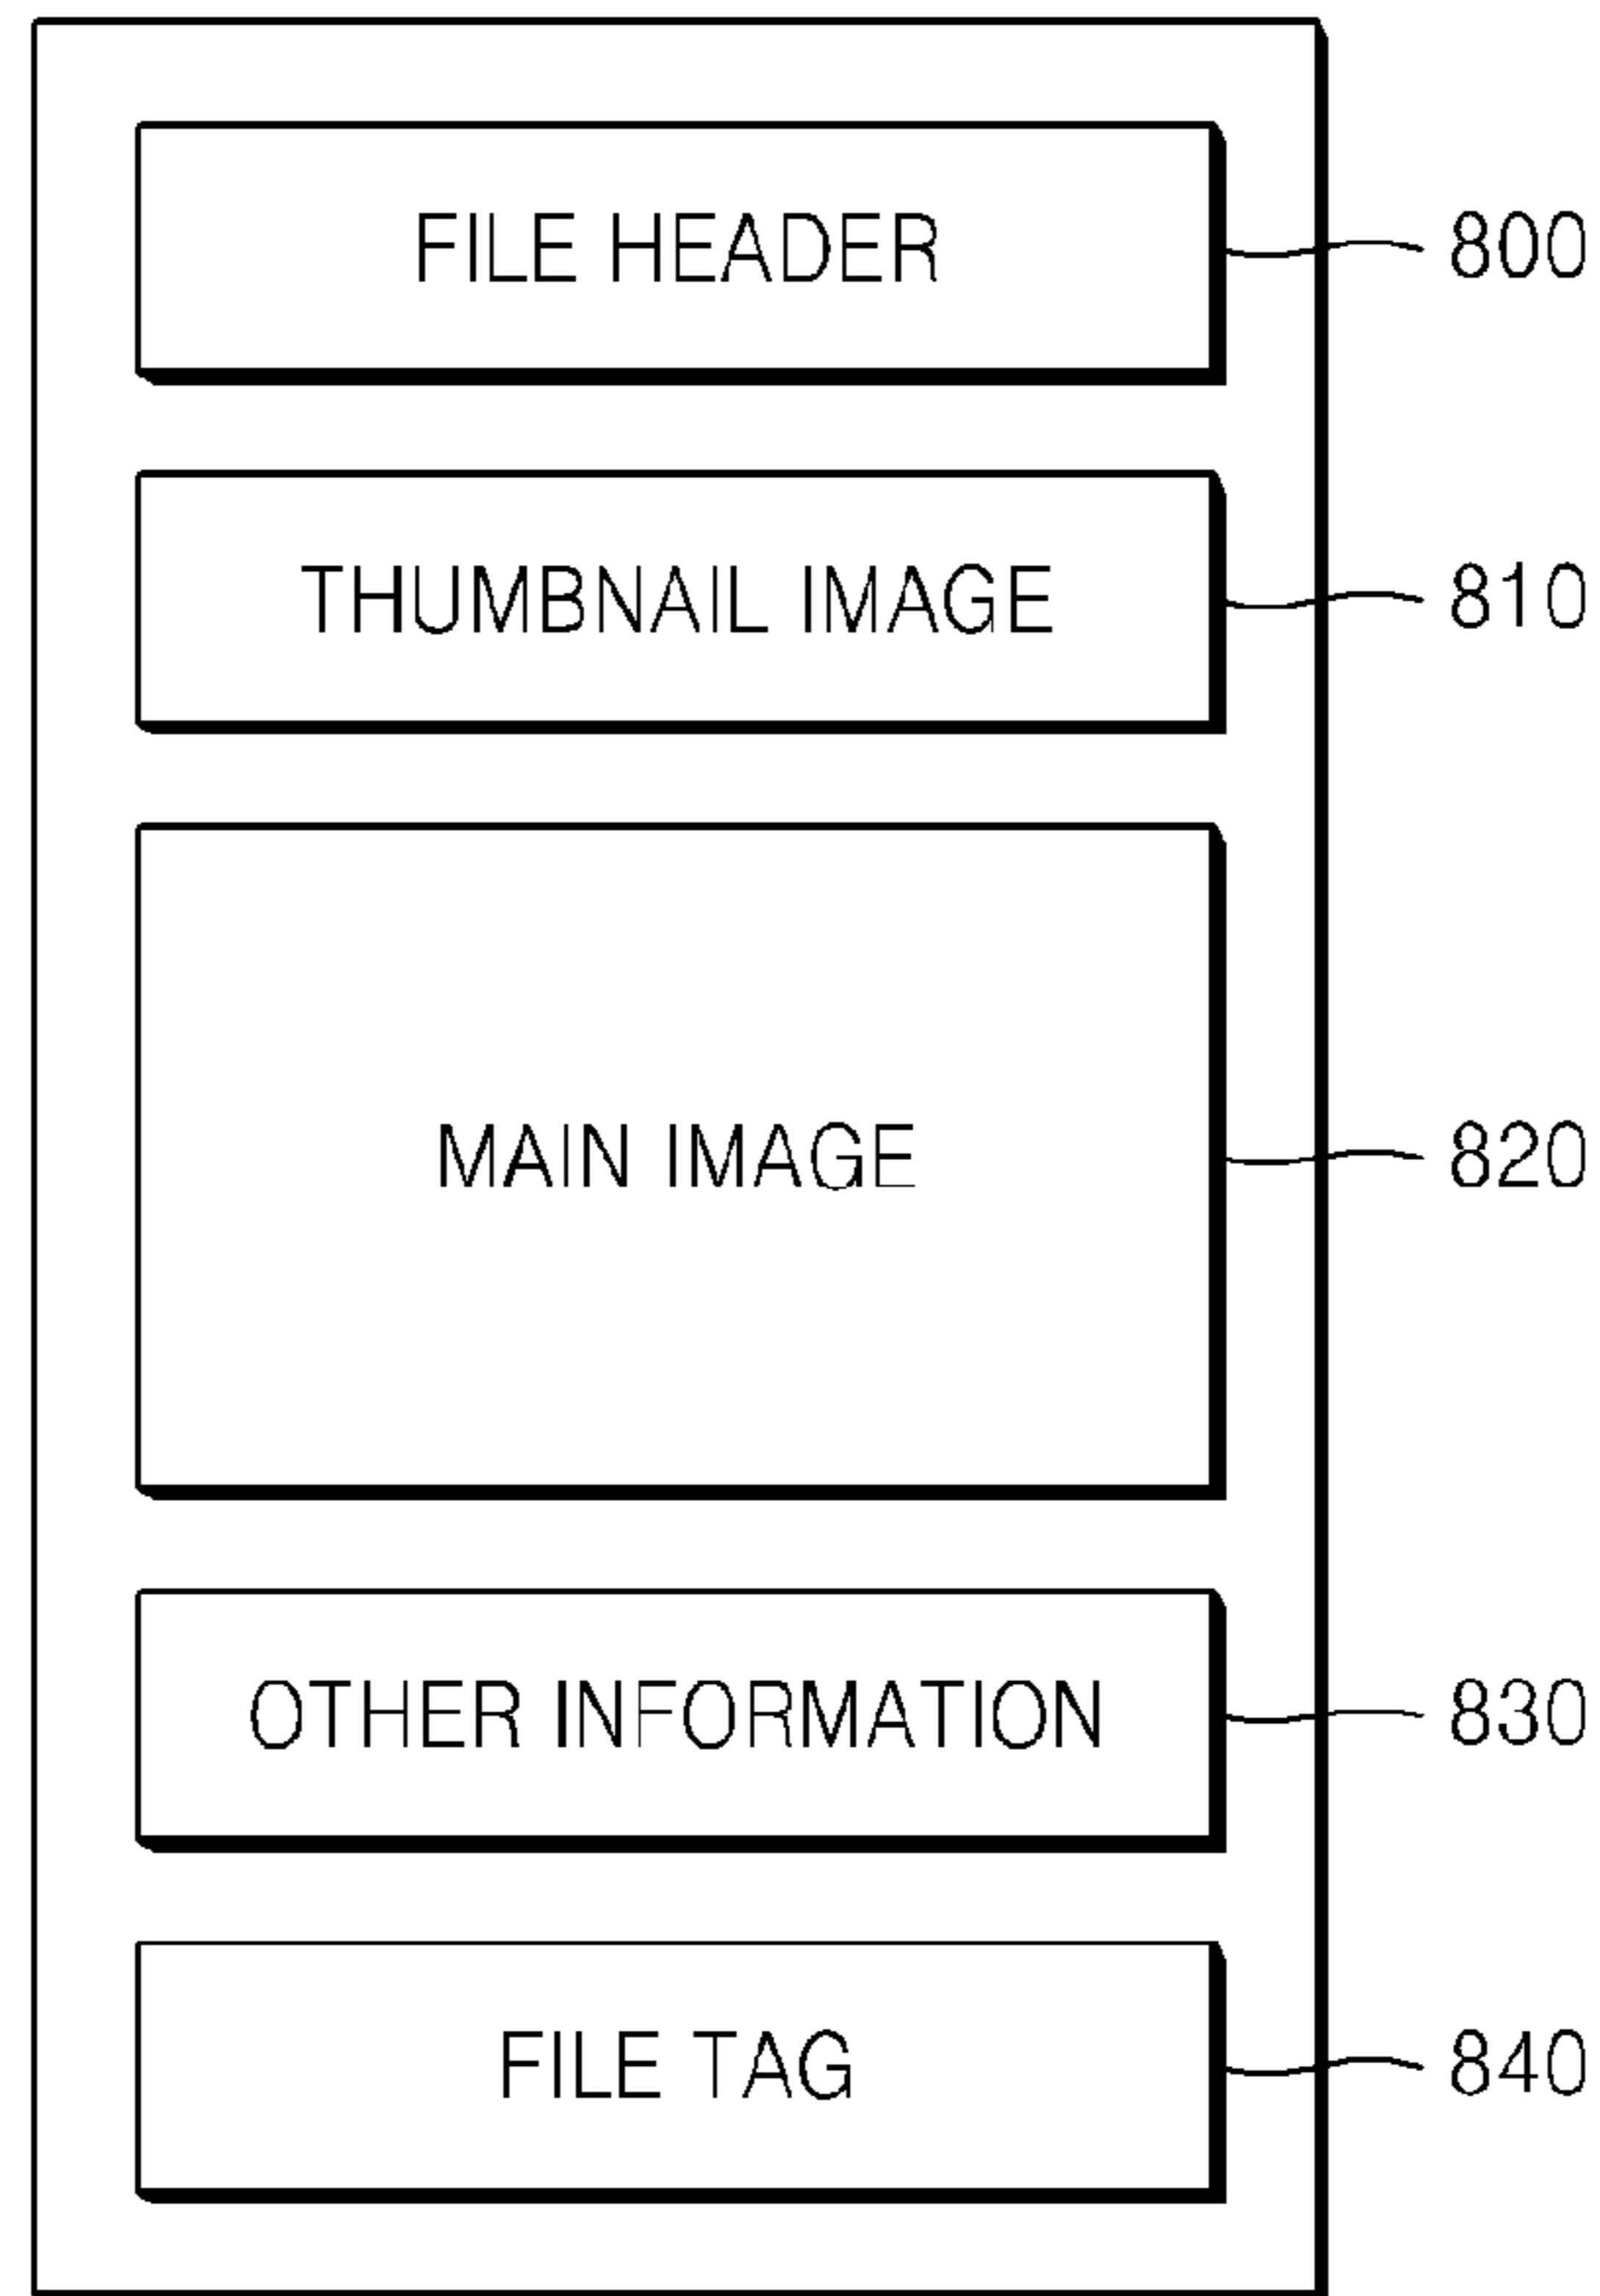 FILE HEADER 800
THUMBNAIL IMAGE 810
MAIN IMAGE 820
OTHER INFORMATION 830
FILE TAG 840